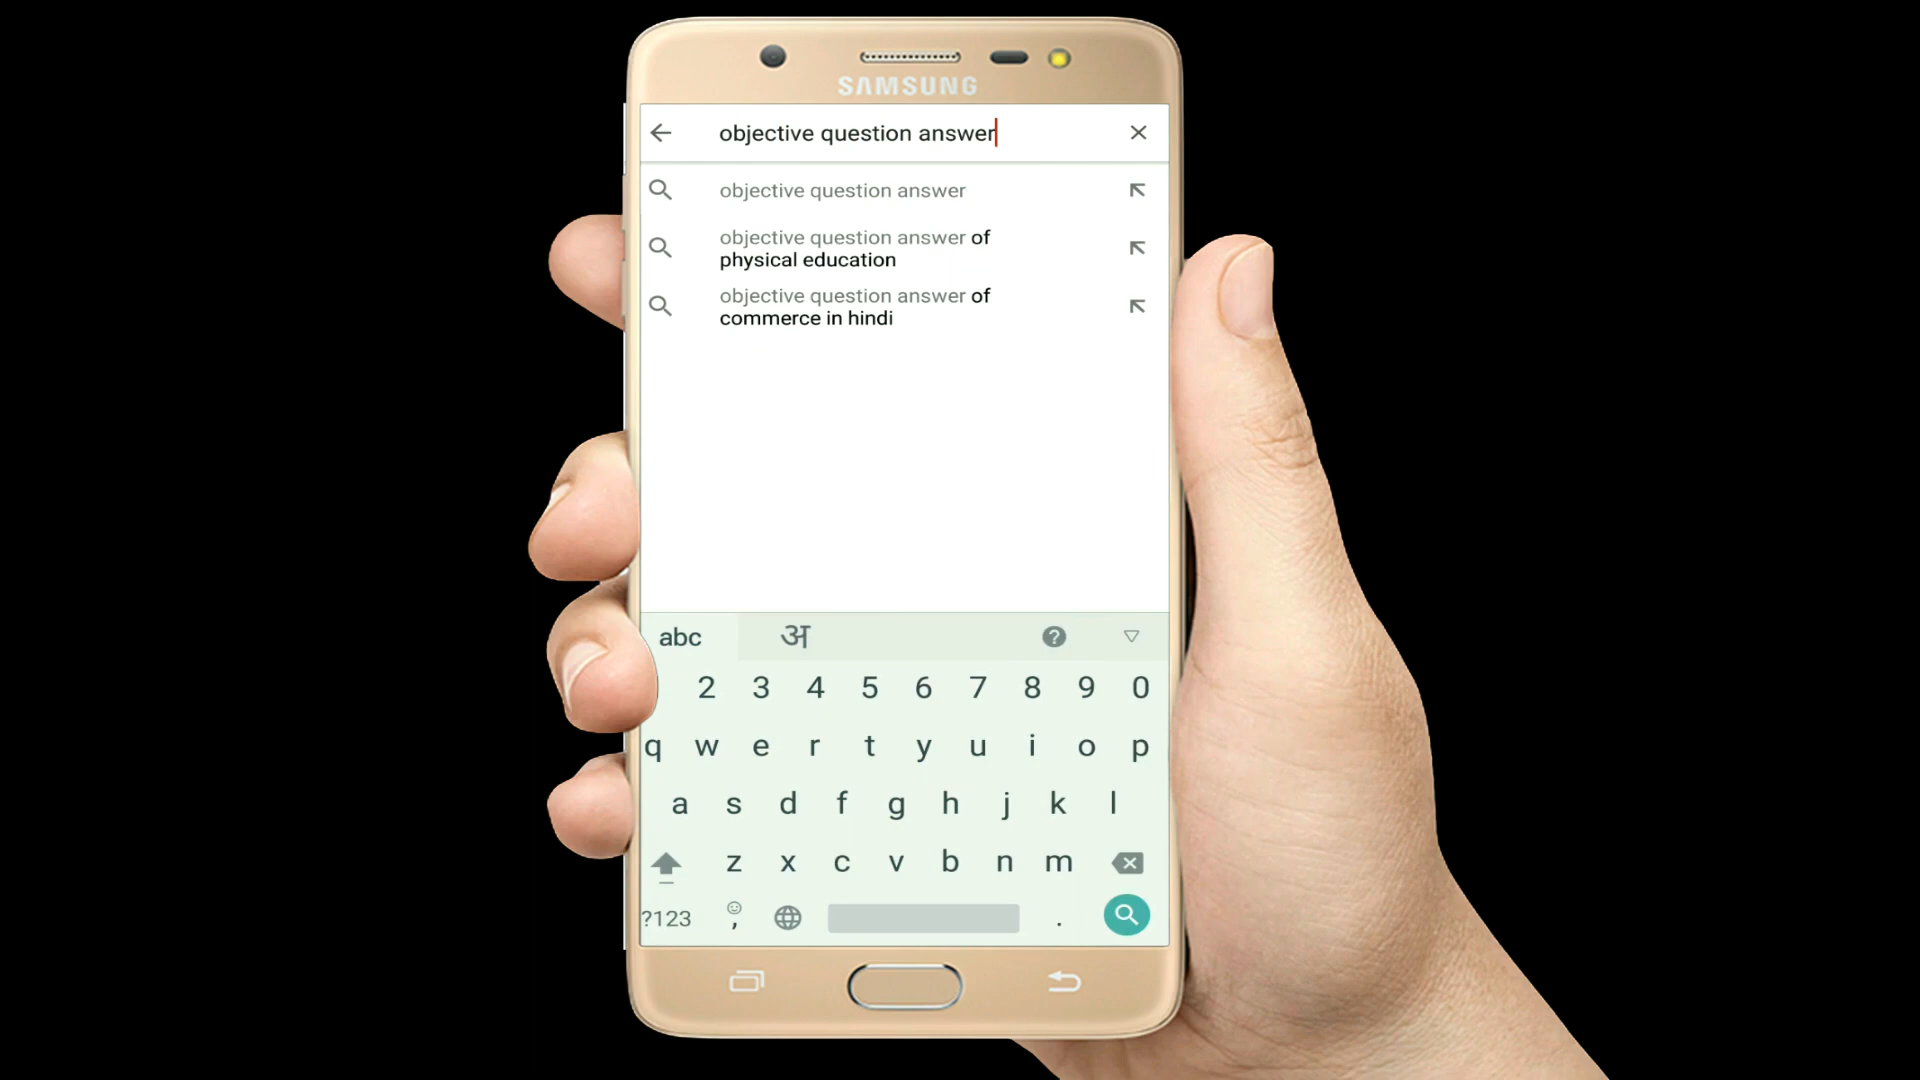 SAMSUNG
objective question answer
objective question answer
objective question answer of
physical education
objective question answer of
commerce in hindi
abc अ ?
2 3 4 5 6 7 8 9 0
q w e r t y u i o p
a s d f g h j k l
z x c v b n m
?123 , .